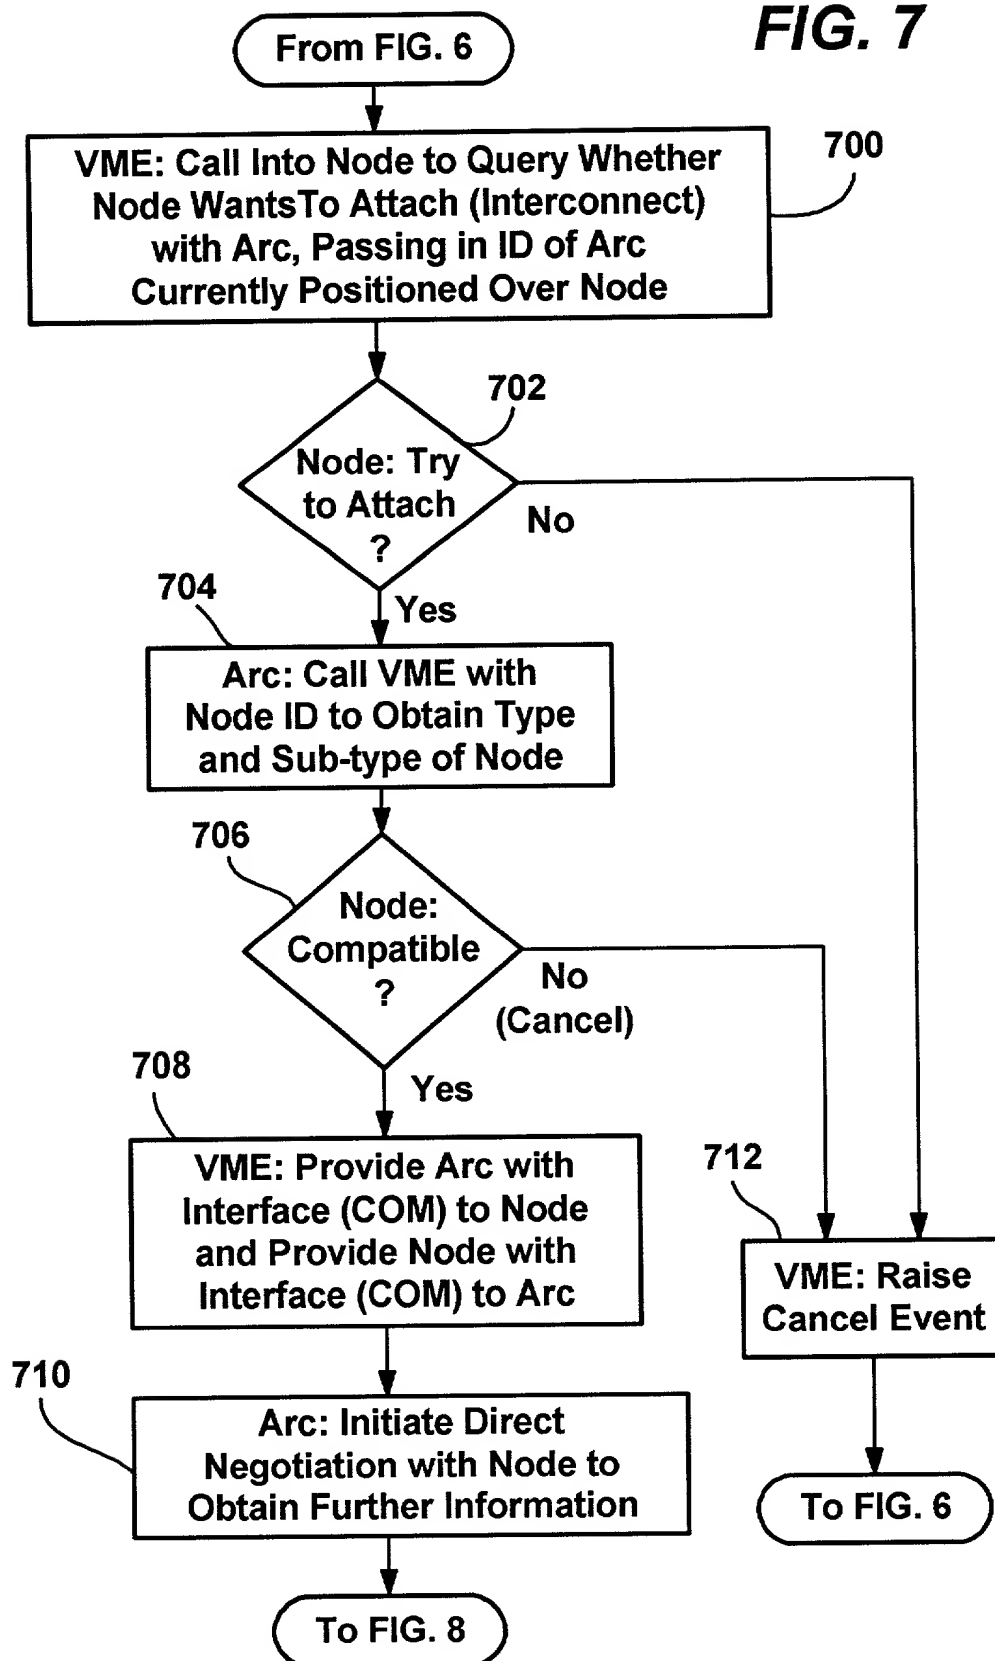 FIG. 7
From FIG. 6
VME: Call Into Node to Query Whether
Node WantsTo Attach (Interconnect)
with Arc, Passing in ID of Arc
Currently Positioned Over Node
700
702
Node: Try
to Attach
?
No
Yes
704
Arc: Call VME with
Node ID to Obtain Type
and Sub-type of Node
706
Node:
Compatible
?
No
(Cancel)
Yes
708
VME: Provide Arc with
Interface (COM) to Node
and Provide Node with
Interface (COM) to Arc
712
VME: Raise
Cancel Event
710
Arc: Initiate Direct
Negotiation with Node to
Obtain Further Information
To FIG. 6
To FIG. 8